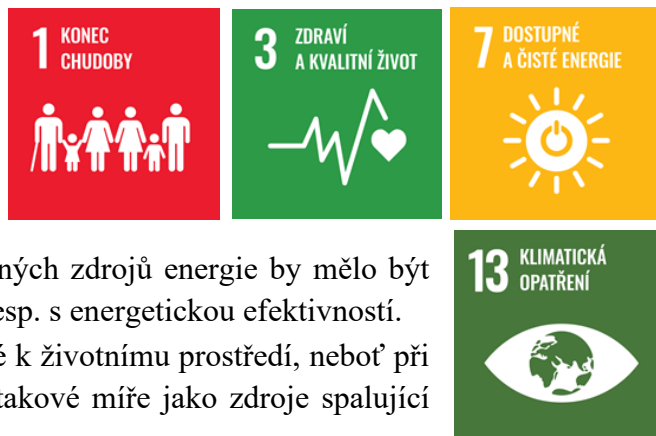 1 KONEC
CHUDOBY
3 ZDRAVÍ
A KVALITNÍ ŽIVOT
7 DOSTUPNÉ
A ČISTÉ ENERGIE
13 KLIMATICKÁ
OPATŘENÍ
ných zdrojů energie by mělo být
esp. s energetickou efektivností.
é k životnímu prostředí, neboť při
takové míře jako zdroje spalující